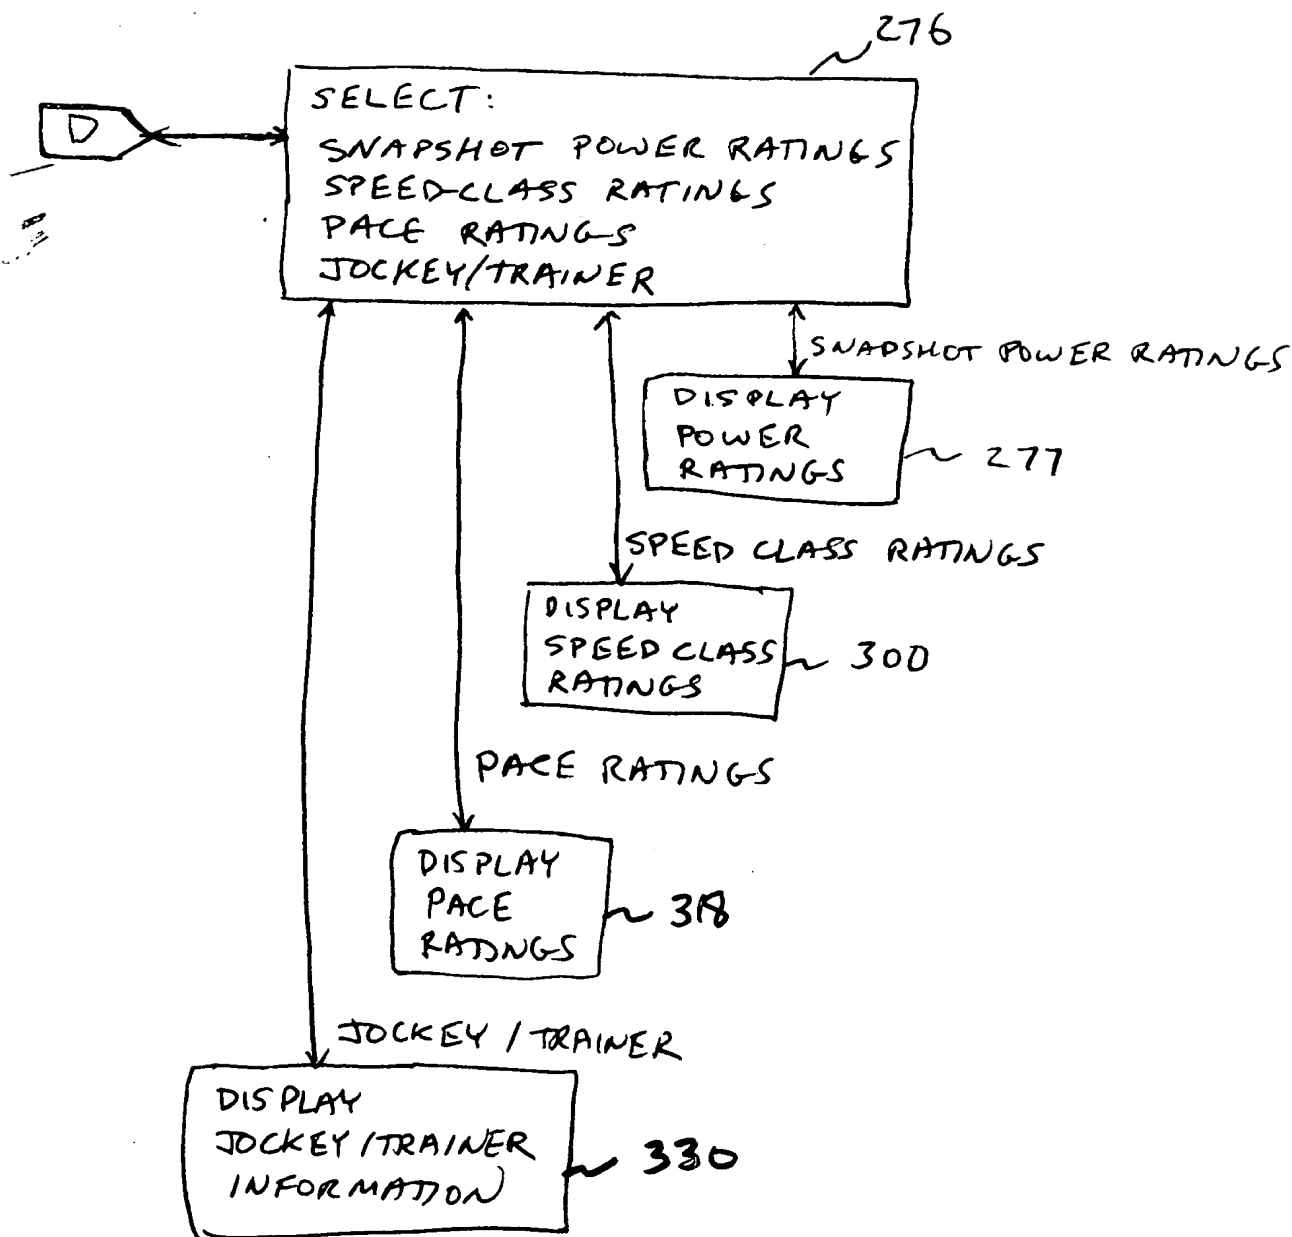 276
D
SELECT:
SNAPSHOT POWER RATINGS
SPEED-CLASS RATINGS
PACE RATINGS
JOCKEY/TRAINER
SNAPSHOT POWER RATINGS
DISPLAY
POWER
RATINGS
277
SPEED CLASS RATINGS
DISPLAY
SPEED CLASS
RATINGS
300
PACE RATINGS
DISPLAY
PACE
RATINGS
318
JOCKEY / TRAINER
DISPLAY
JOCKEY/TRAINER
INFORMATION
330